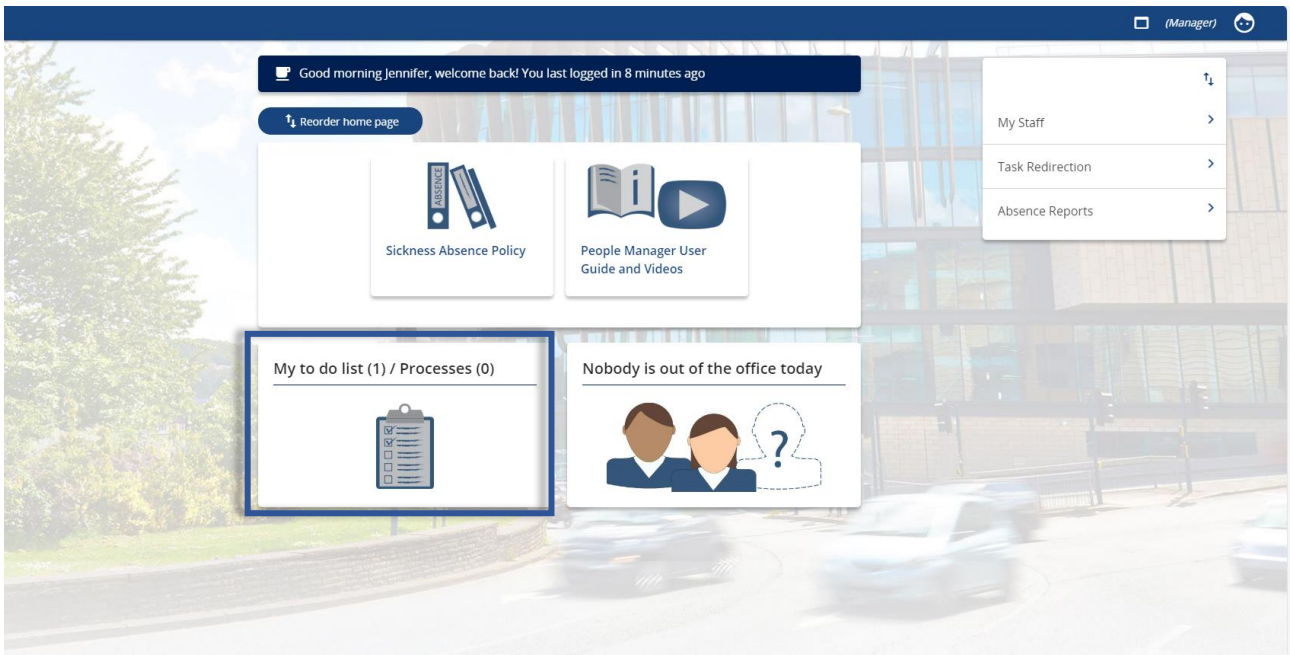 (Manager)
Good morning Jennifer, welcome back! You last logged in 8 minutes ago
Reorder home page
ABSENCE
Sickness Absence Policy
i
People Manager User
Guide and Videos
My Staff
Task Redirection
Absence Reports
My to do list (1) / Processes (0)
Nobody is out of the office today
?